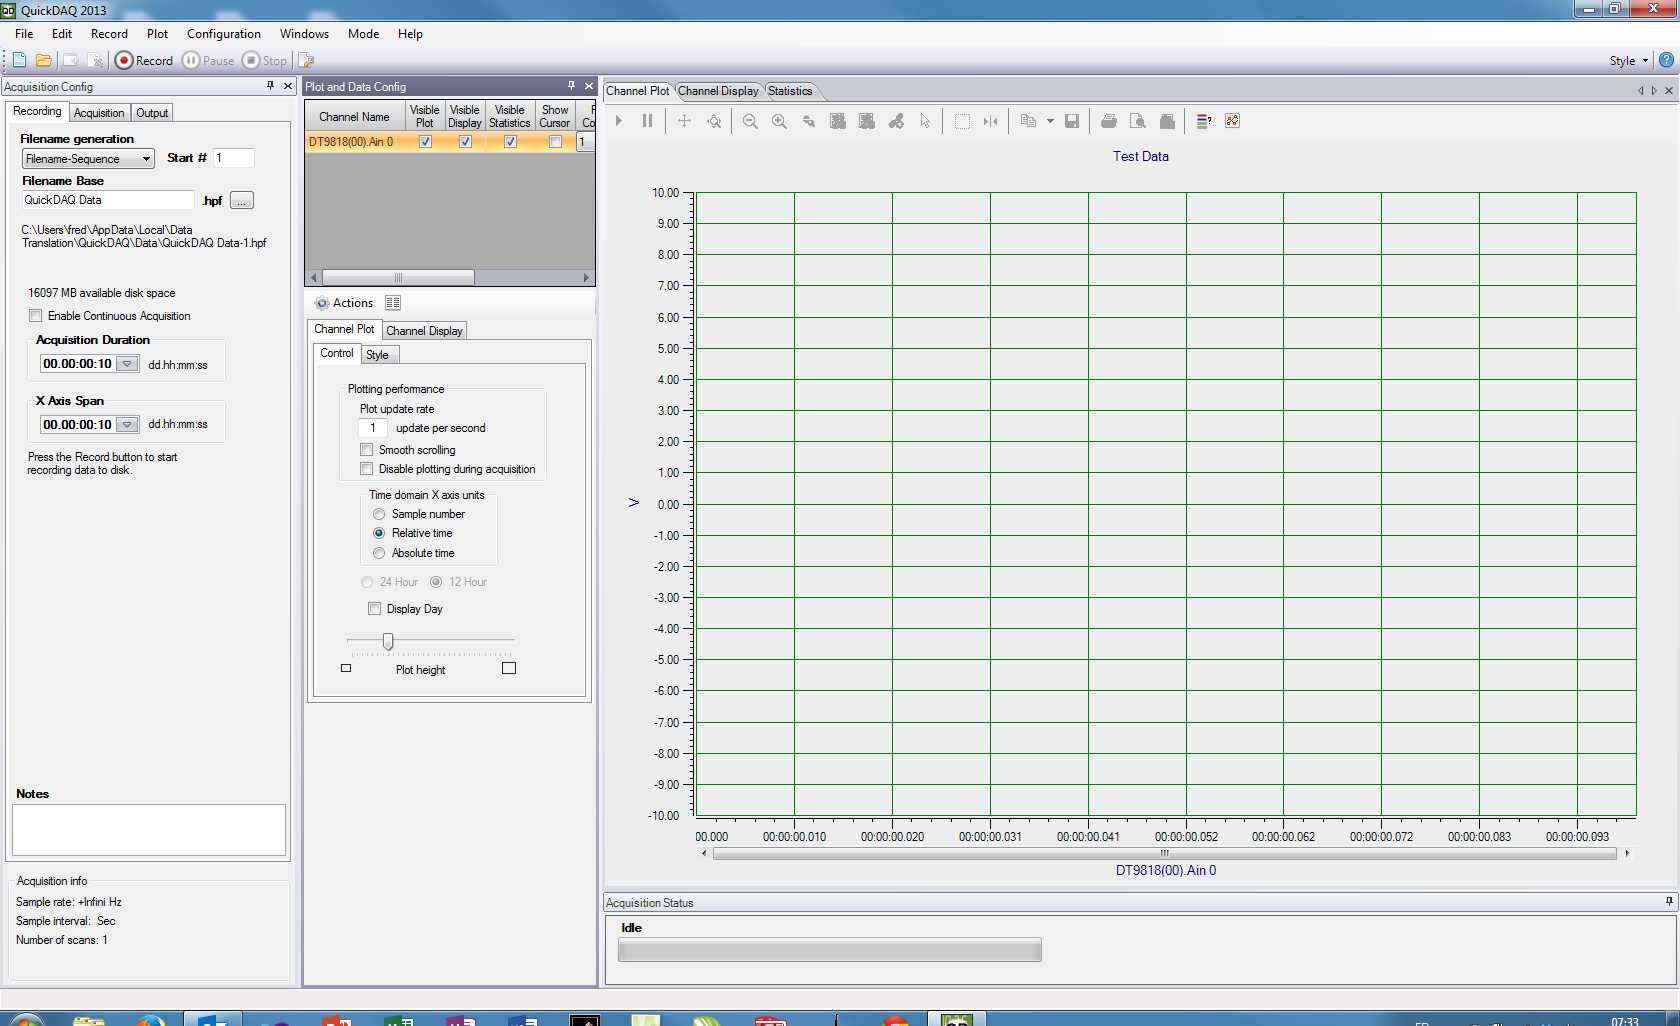 QuickDAQ 2013
File Edit Record Plot Configuration Windows Mode Help
Record Pause Stop Style
Acquisition Config
Recording Acquisition Output
Filename generation
Filename-Sequence Start # 1
Filename Base
QuickDAQ Data .hpf ...
C:\Users\fred\AppData\Local\Data
Translation\QuickDAQ\Data\QuickDAQ Data-1.hpf
16097 MB available disk space
Enable Continuous Acquisition
Acquisition Duration
00.00:00:10 dd.hh:mm:ss
X Axis Span
00.00:00:10 dd.hh:mm:ss
Press the Record button to start
recording data to disk.
Notes
Acquisition info
Sample rate: +Infini Hz
Sample interval: Sec
Number of scans: 1
Plot and Data Config
Channel Name Visible Plot Visible Display Visible Statistics Show Cursor
DT9818(00).Ain 0 1
Actions
Channel Plot Channel Display
Control Style
Plotting performance
Plot update rate
1 update per second
Smooth scrolling
Disable plotting during acquisition
Time domain X axis units
Sample number
Relative time
Absolute time
24 Hour 12 Hour
Display Day
Plot height
Channel Plot Channel Display Statistics
Test Data
10.00
9.00
8.00
7.00
6.00
5.00
4.00
3.00
2.00
1.00
V
0.00
-1.00
-2.00
-3.00
-4.00
-5.00
-6.00
-7.00
-8.00
-9.00
-10.00
00.000 00:00:00.010 00:00:00.020 00:00:00.031 00:00:00.041 00:00:00.052 00:00:00.062 00:00:00.072 00:00:00.083 00:00:00.093
DT9818(00).Ain 0
Acquisition Status
Idle
07:33